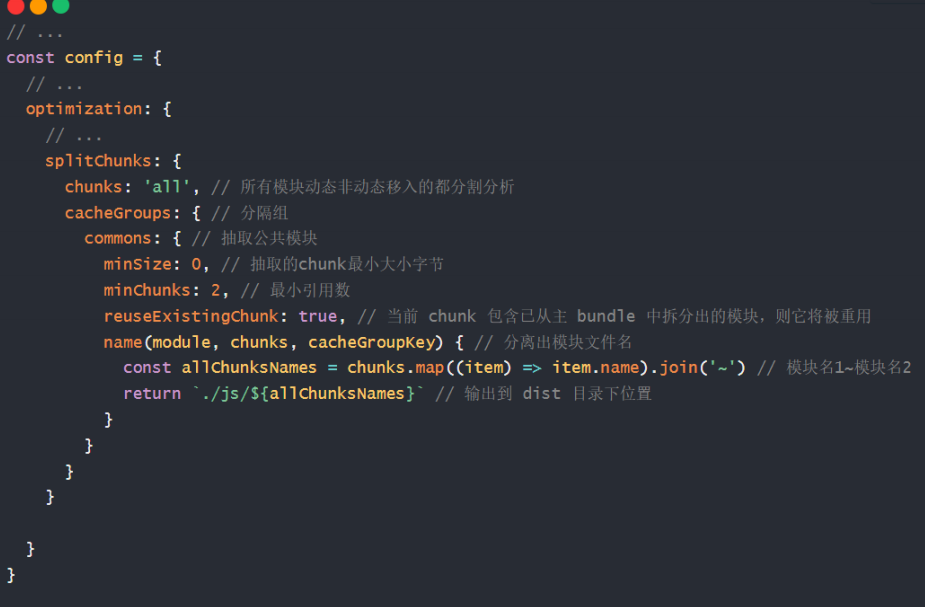 // ...
const config = {
  // ...
  optimization: {
    // ...
    splitChunks: {
      chunks: 'all', // 所有模块动态非动态移入的都分割分析
      cacheGroups: { // 分隔组
        commons: { // 抽取公共模块
          minSize: 0, // 抽取的chunk最小大小字节
          minChunks: 2, // 最小引用数
          reuseExistingChunk: true, // 当前 chunk 包含已从主 bundle 中拆分出的模块，则它将被重用
          name(module, chunks, cacheGroupKey) { // 分离出模块文件名
            const allChunksNames = chunks.map((item) => item.name).join('~') // 模块名1~模块名2
            return `./js/${allChunksNames}` // 输出到 dist 目录下位置
          }
        }
      }
    }

  }
}